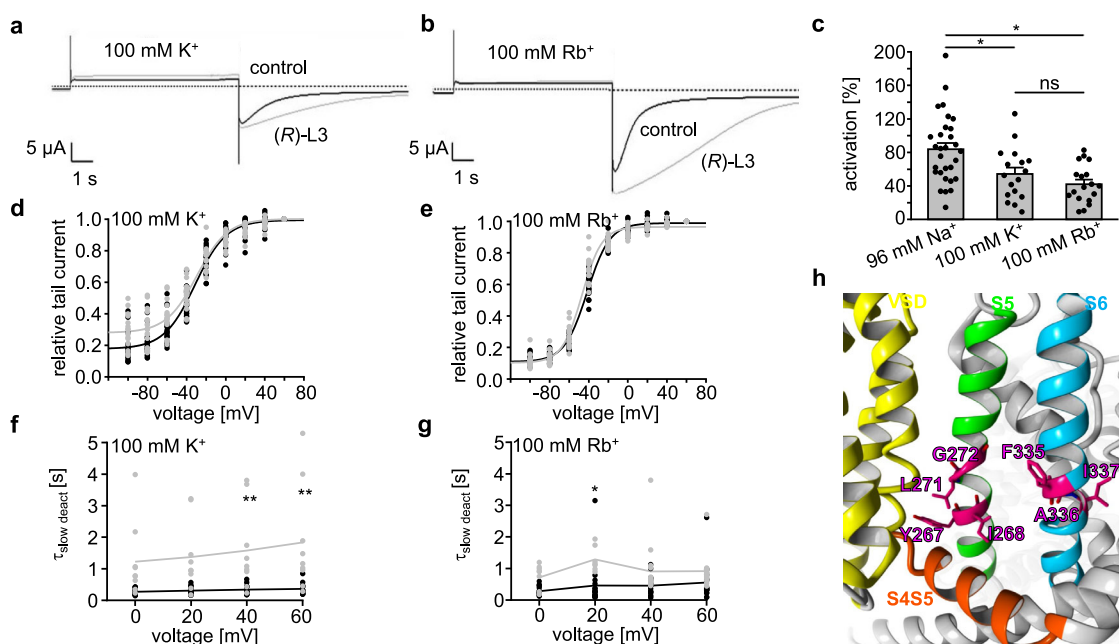 a
100 mM K⁺
control
(R)-L3
5 µA
1 s
b
100 mM Rb⁺
control
(R)-L3
5 µA
1 s
c
activation [%]
200
160
120
80
40
0
*
*
ns
96 mM Na⁺
100 mM K⁺
100 mM Rb⁺
d
100 mM K⁺
relative tail current
1.0
0.8
0.6
0.4
0.2
0.0
-80 -40 0 40 80
voltage [mV]
e
100 mM Rb⁺
relative tail current
1.0
0.8
0.6
0.4
0.2
0.0
-80 -40 0 40 80
voltage [mV]
f
100 mM K⁺
τslow deact [s]
5
4
3
2
1
0
**
**
0 20 40 60
voltage [mV]
g
100 mM Rb⁺
τslow deact [s]
5
4
3
2
1
0
*
0 20 40 60
voltage [mV]
h
VSD
S5
S6
G272
F335
L271
I337
Y267
I268
A336
S4S5